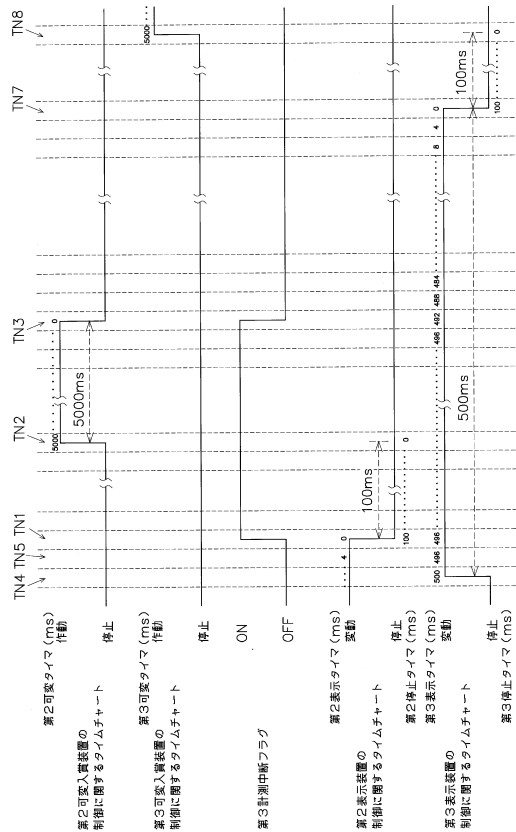 TN4
TN5
TN1
TN2
TN3
TN7
TN8
第2可変タイマ(ms)
作動
5000
0
5000ms
第2可変入賞装置の
制御に関するタイムチャート
停止
第3可変タイマ(ms)
作動
5000
第3可変入賞装置の
制御に関するタイムチャート
停止
ON
第3計測中断フラグ
OFF
第2表示タイマ(ms)
変動
4
0
100ms
第2表示装置の
制御に関するタイムチャート
停止
第2停止タイマ(ms)
100
0
第3表示タイマ(ms)
変動
500
496
496
496
492
488
484
8
4
0
500ms
100ms
第3表示装置の
制御に関するタイムチャート
停止
第3停止タイマ(ms)
100
0